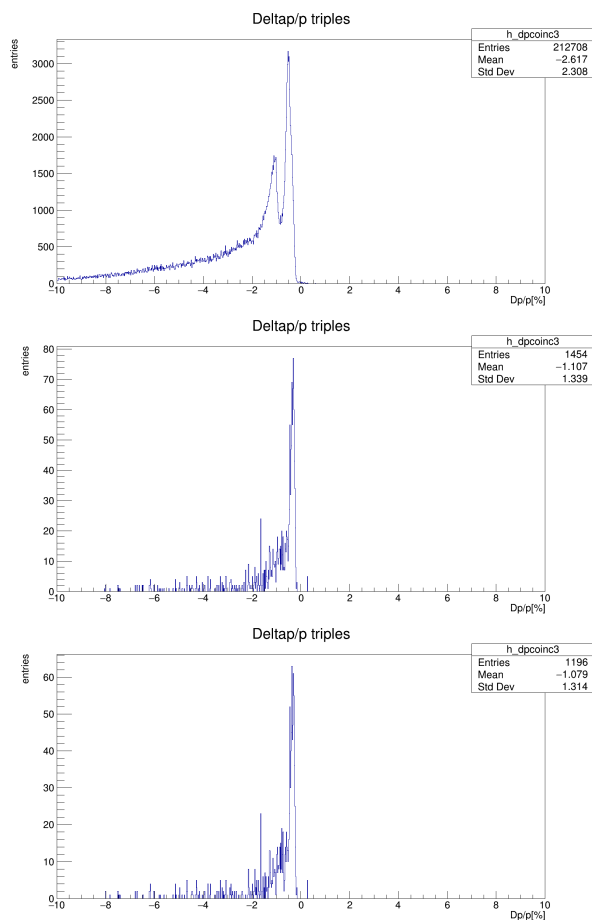 Deltap/p triples
h_dpcoinc3
Entries 212708
Mean −2.617
Std Dev 2.308
entries
3000
2500
2000
1500
1000
500
0
−10 −8 −6 −4 −2 0 2 4 6 8 10
Dp/p[%]
Deltap/p triples
h_dpcoinc3
Entries 1454
Mean −1.107
Std Dev 1.339
entries
80
70
60
50
40
30
20
10
0
−10 −8 −6 −4 −2 0 2 4 6 8 10
Dp/p[%]
Deltap/p triples
h_dpcoinc3
Entries 1196
Mean −1.079
Std Dev 1.314
entries
60
50
40
30
20
10
0
−10 −8 −6 −4 −2 0 2 4 6 8 10
Dp/p[%]